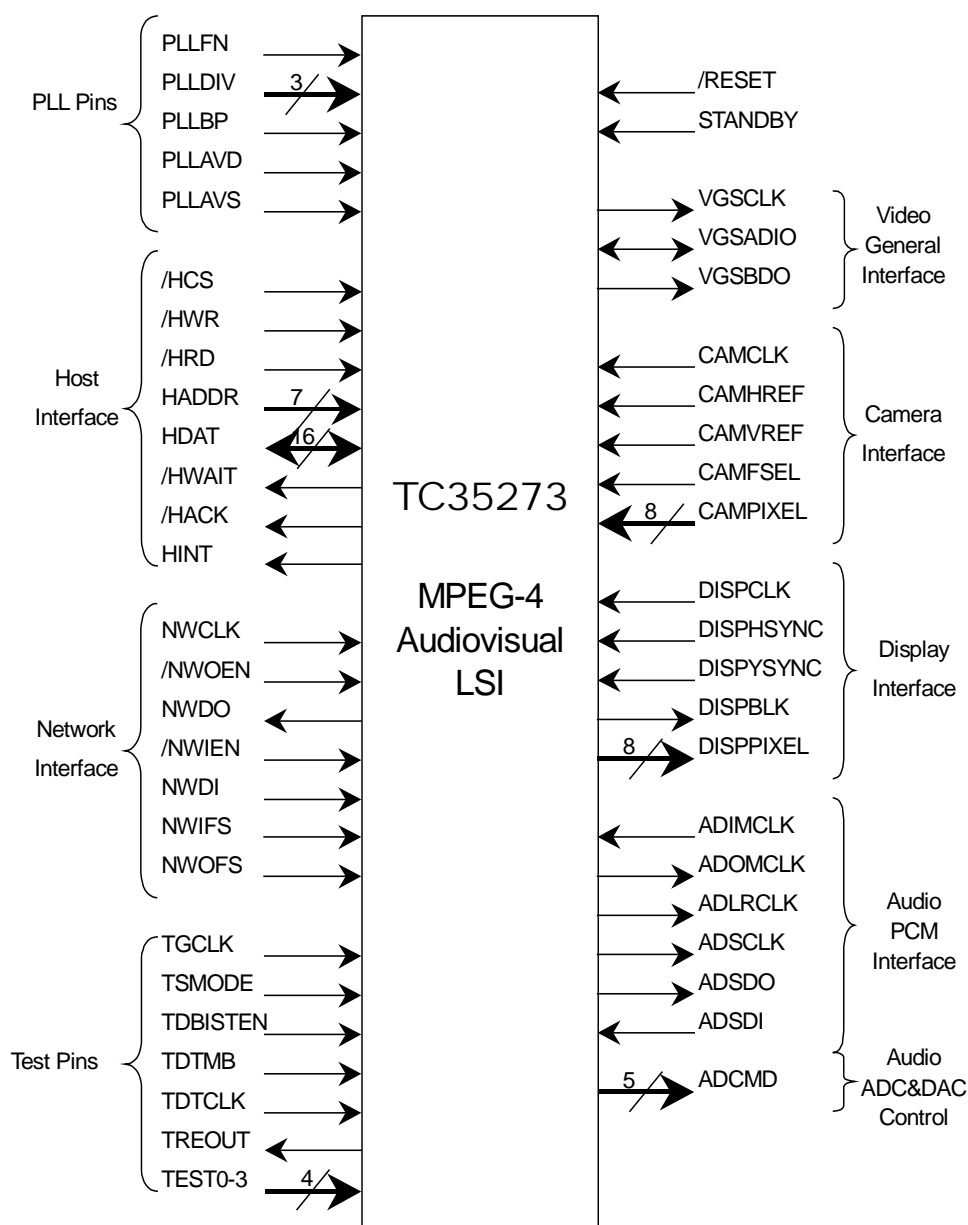 PLL Pins
PLLFN
PLLDIV
3
PLLBP
PLLAVD
PLLAVS
Host
Interface
/HCS
/HWR
/HRD
HADDR
7
HDAT
16
/HWAIT
/HACK
HINT
Network
Interface
NWCLK
/NWOEN
NWDO
/NWIEN
NWDI
NWIFS
NWOFS
Test Pins
TGCLK
TSMODE
TDBISTEN
TDTMB
TDTCLK
TREOUT
TEST0-3
4
TC35273
MPEG-4
Audiovisual
LSI
/RESET
STANDBY
VGSCLK
VGSADIO
VGSBDO
Video
General
Interface
CAMCLK
CAMHREF
CAMVREF
CAMFSEL
8
CAMPIXEL
Camera
Interface
DISPCLK
DISPHSYNC
DISPYSYNC
DISPBLK
8
DISPPIXEL
Display
Interface
ADIMCLK
ADOMCLK
ADLRCLK
ADSCLK
ADSDO
ADSDI
Audio
PCM
Interface
5
ADCMD
Audio
ADC&DAC
Control